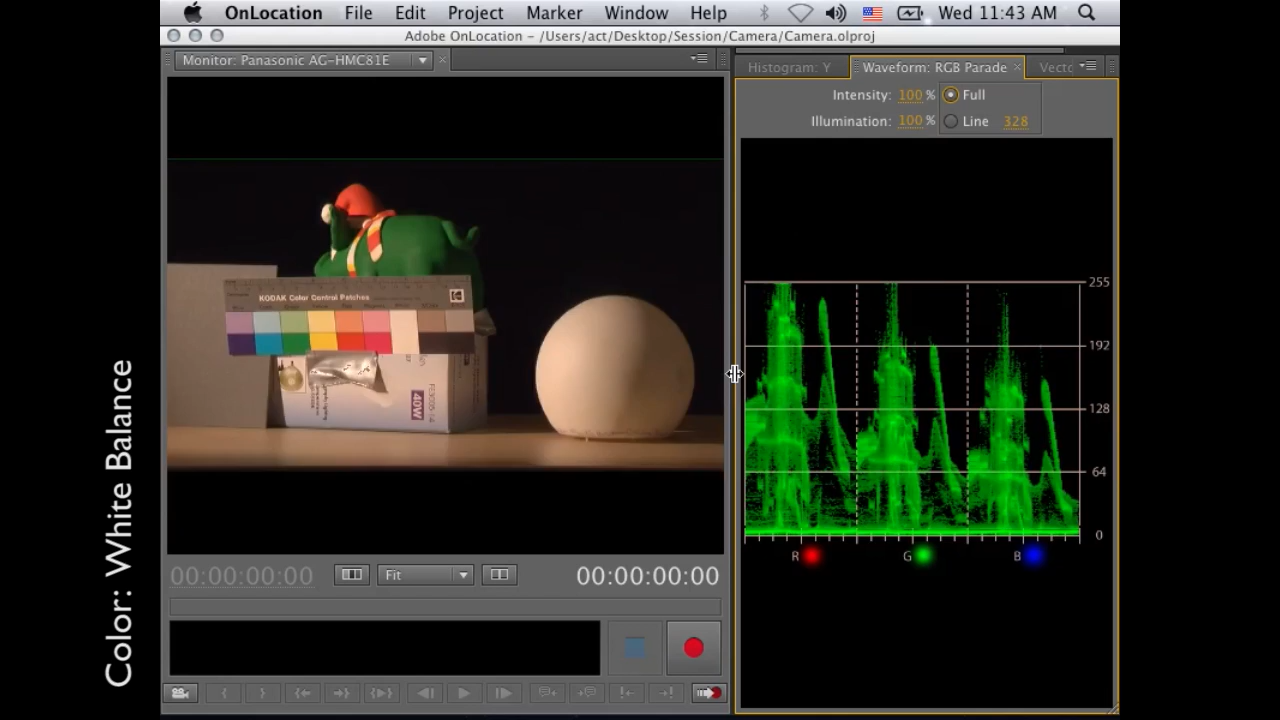 OnLocation File Edit Project Marker Window Help Wed 11:43 AM
Adobe OnLocation – /Users/act/Desktop/Session/Camera/Camera.olproj
Monitor: Panasonic AG-HMC81E
Histogram: Y Waveform: RGB Parade Vecto
Intensity: 100 % Full
Illumination: 100 % Line 328
KODAK Color Control Patches
Kodak
40W
255
192
128
64
0
R G B
00:00:00:00 Fit 00:00:00:00
Color: White Balance